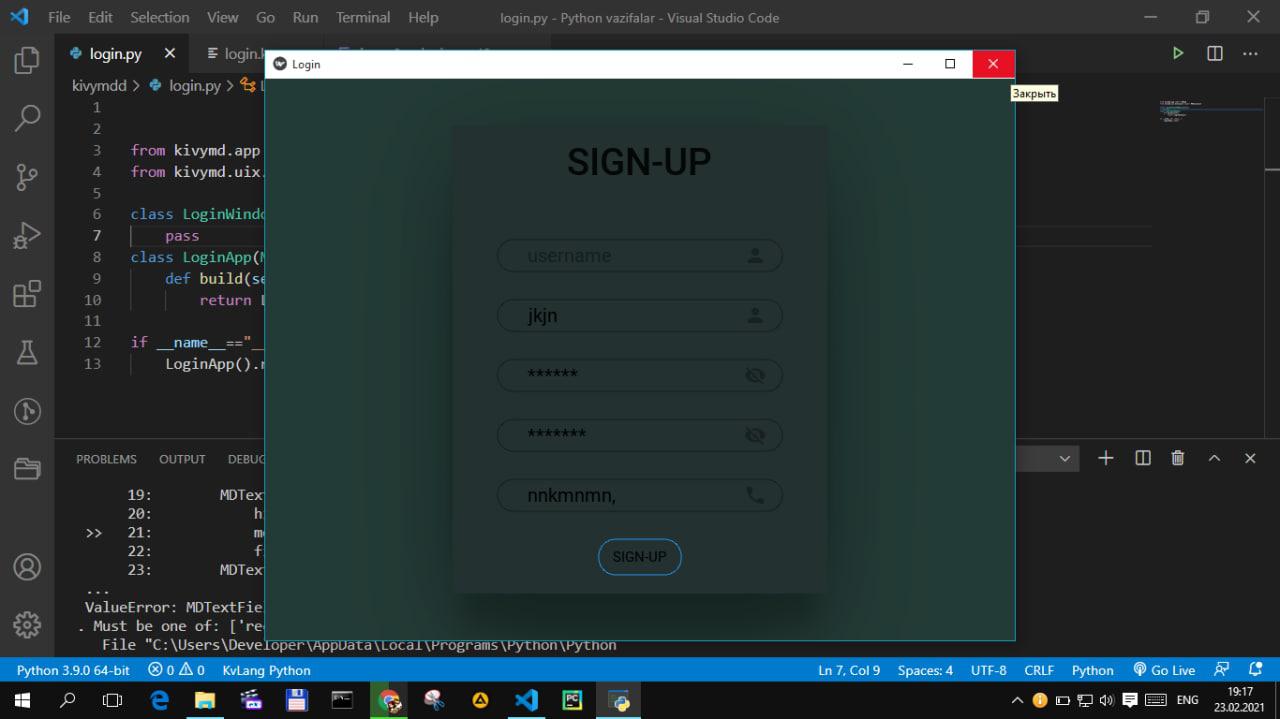 File Edit Selection View Go Run Terminal Help login.py - Python vazifalar - Visual Studio Code
login.py
login.k
Login
Закрыть
kivymdd > login.py >
1
2
3 from kivymd.app
4 from kivymd.uix.
5
6 class LoginWindo
7 pass
8 class LoginApp(
9 def build(se
10 return
11
12 if __name__=="__
13 LoginApp().r
SIGN-UP
username
jkjn
******
*******
nnkmnmn,
SIGN-UP
PROBLEMS OUTPUT DEBUG
19: MDText
20: h
21: m
>>
22: f
23: MDText
...
ValueError: MDTextFie
. Must be one of: ['re
File "C:\Users\Developer\AppData\Local\Programs\Python\Python
Python 3.9.0 64-bit 0 0 KvLang Python Ln 7, Col 9 Spaces: 4 UTF-8 CRLF Python Go Live
ENG 19:17
23.02.2021